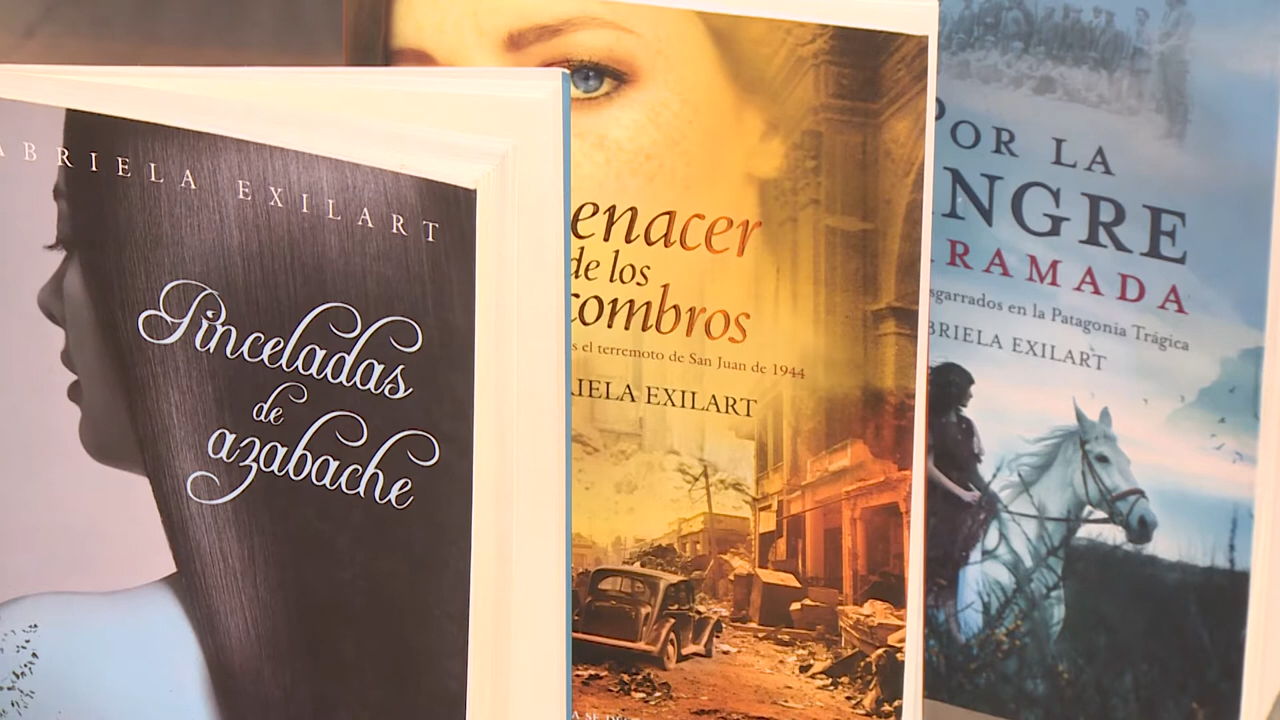 ABRIELA EXILART
Pinceladas
de
azabache
enacer
de los
combros
s el terremoto de San Juan de 1944
RIELA EXILART
POR LA
NGRE
RAMADA
sgarrados en la Patagonia Trágica
BRIELA EXILART